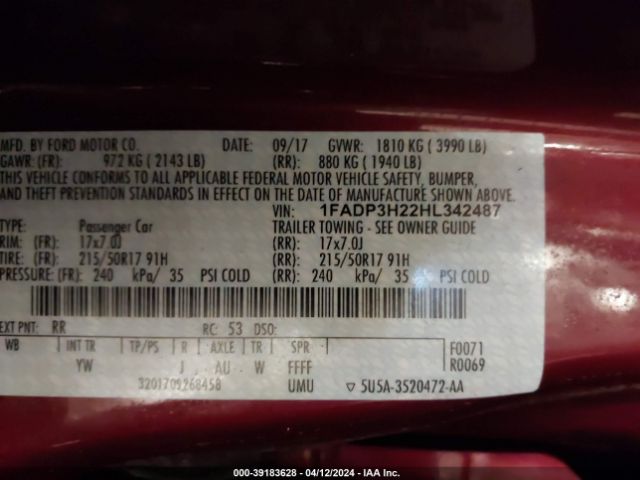 MFD. BY FORD MOTOR CO. DATE: 09/17 GVWR: 1810 KG ( 3990 LB)
GAWR: (FR): 972 KG ( 2143 LB) (RR): 880 KG ( 1940 LB)
THIS VEHICLE CONFORMS TO ALL APPLICABLE FEDERAL MOTOR VEHICLE SAFETY, BUMPER,
AND THEFT PREVENTION STANDARDS IN EFFECT ON THE DATE OF MANUFACTURE SHOWN ABOVE.
VIN: 1FADP3H22HL342487
TYPE: Passenger Car TRAILER TOWING - SEE OWNER GUIDE
RIM: (FR): 17x7.0J (RR): 17x7.0J
TIRE: (FR): 215/50R17 91H (RR): 215/50R17 91H
PRESSURE: (FR): 240 kPa/ 35 PSI COLD (RR): 240 kPa/ 35 PSI COLD
EXT PNT: RR RC: 53 DSO:
WB INT TR TP/PS R AXLE TR SPR F0071
YW J AU W FFFF R0069
3201709268458 UMU ▽ 5U5A-3520472-AA
000-39183628 - 04/12/2024 - IAA Inc.